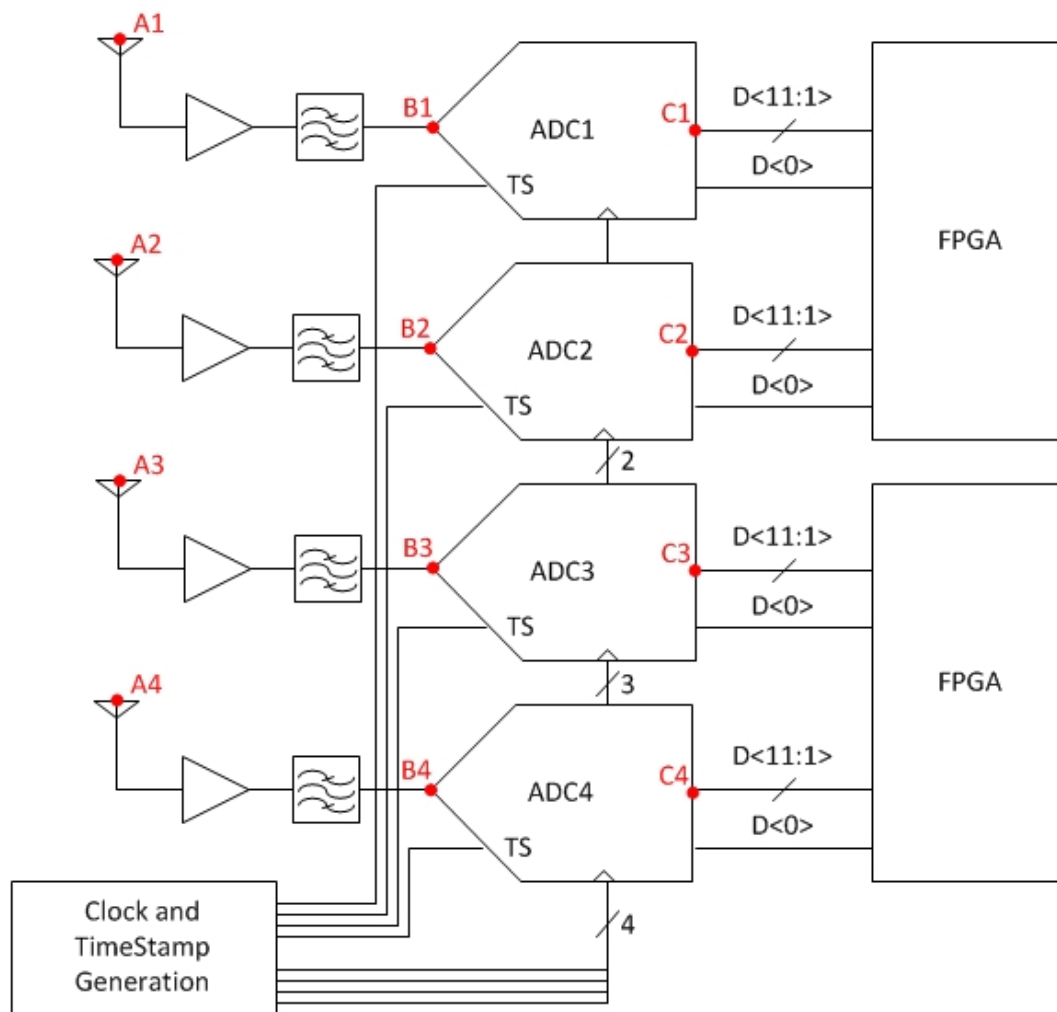 A1
B1
ADC1
C1
D<11:1>
D<0>
TS
FPGA
A2
B2
ADC2
C2
D<11:1>
D<0>
TS
2
A3
B3
ADC3
C3
D<11:1>
D<0>
TS
FPGA
3
A4
B4
ADC4
C4
D<11:1>
D<0>
TS
4
Clock and
TimeStamp
Generation